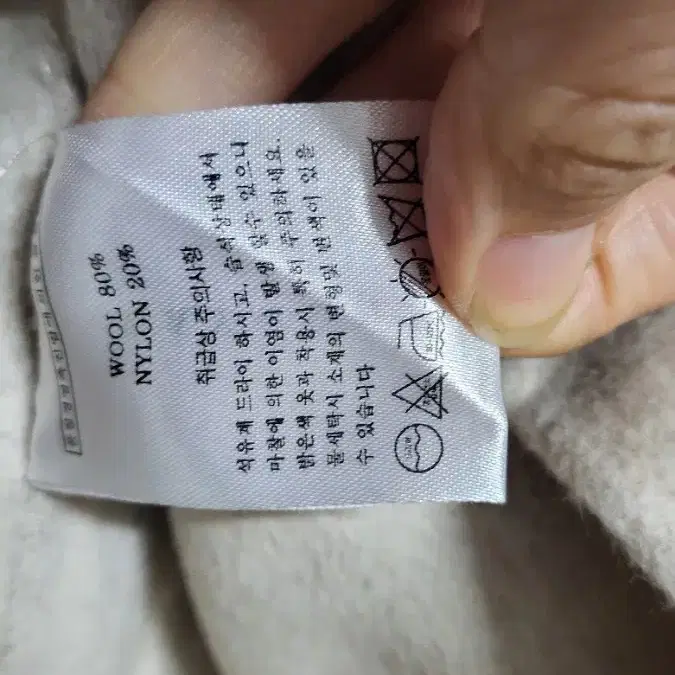 WOOL 80%
NYLON 20%
취급상 주의사항
석유제 드라이 하시고, 습식상태에서
마찰에 의한 이염이 발생 할수 있으니
밝은색 옷과 착용시 특히 주의하세요.
물세탁시 소재의 변형및 변색이 있을
수 있습니다